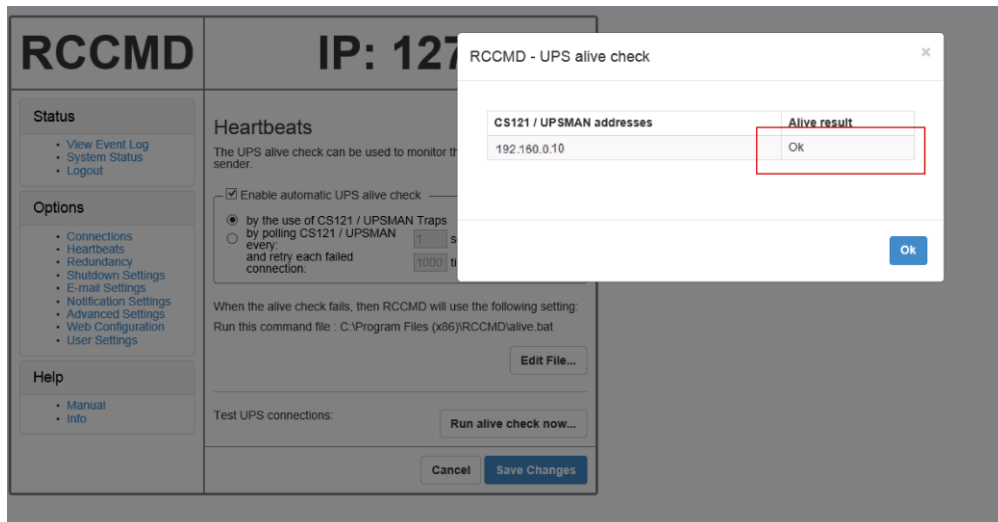 RCCMD
IP: 127
Status
View Event Log
System Status
Logout
Options
Connections
Heartbeats
Redundancy
Shutdown Settings
E-mail Settings
Notification Settings
Advanced Settings
Web Configuration
User Settings
Help
Manual
Info
Heartbeats
The UPS alive check can be used to monitor th
sender.
Enable automatic UPS alive check
by the use of CS121 / UPSMAN Traps
by polling CS121 / UPSMAN
every:
1 s
and retry each failed
connection:
1000 ti
When the alive check fails, then RCCMD will use the following setting:
Run this command file : C:\Program Files (x86)\RCCMD\alive.bat
Edit File...
Test UPS connections:
Run alive check now...
Cancel Save Changes
RCCMD - UPS alive check ×
CS121 / UPSMAN addresses Alive result
192.160.0.10 Ok
Ok